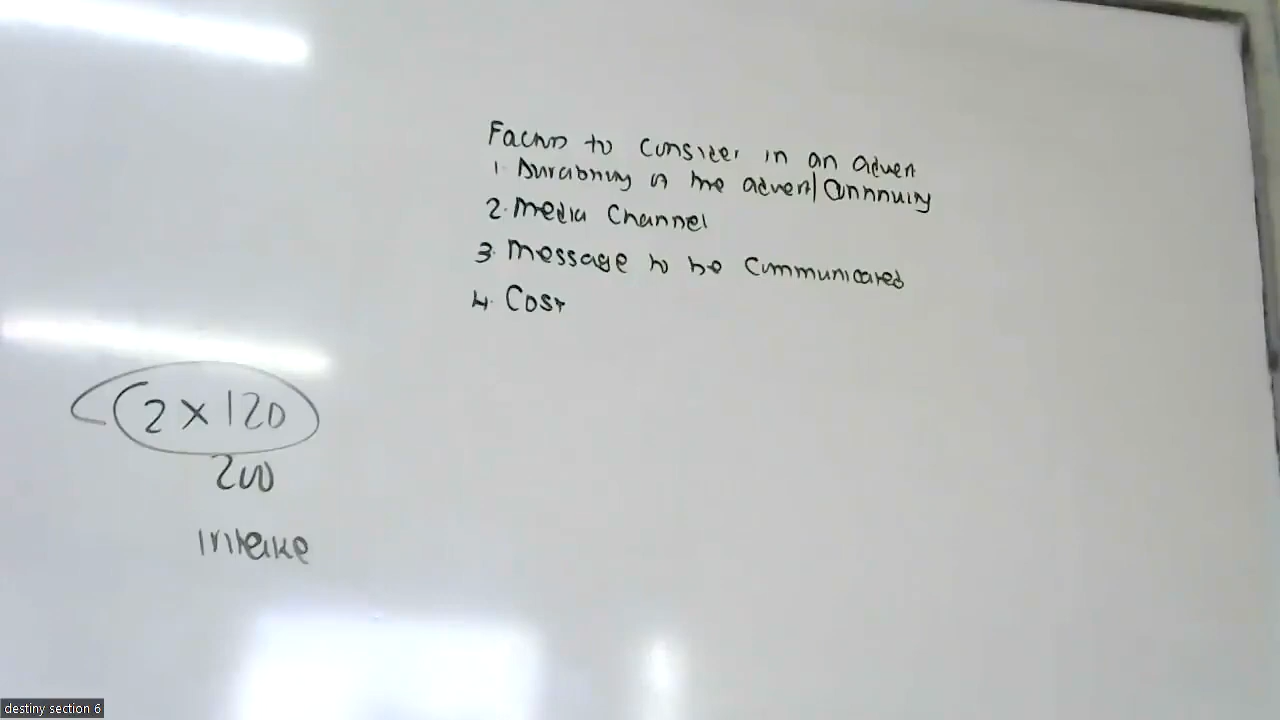 Factors to consider in an advert
1. Durability of the advert/Continuity
2. Media Channel
3. Message to be Communicated
4. Cost
2 x 120
200
intake
destiny section 6